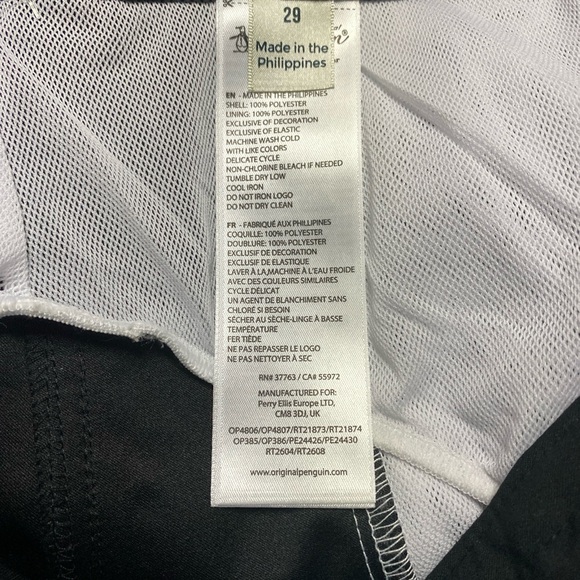 29
Made in the
Philippines
EN - MADE IN THE PHILIPPINES
SHELL: 100% POLYESTER
LINING: 100% POLYESTER
EXCLUSIVE OF DECORATION
EXCLUSIVE OF ELASTIC
MACHINE WASH COLD
WITH LIKE COLORS
DELICATE CYCLE
NON-CHLORINE BLEACH IF NEEDED
TUMBLE DRY LOW
COOL IRON
DO NOT IRON LOGO
DO NOT DRY CLEAN
FR - FABRIQUÉ AUX PHILLIPINES
COQUILLE: 100% POLYESTER
DOUBLURE: 100% POLYESTER
EXCLUSIF DE DÉCORATION
EXCLUSIF DE ÉLASTIQUE
LAVER À LA,MACHINE À L'EAU FROIDE
AVEC DES COULEURS SIMILAIRES
CYCLE DÉLICAT
UN AGENT DE BLANCHIMENT SANS
CHLORE SI BESOIN
SÉCHER AU SÈCHE-LINGE À BASSE
TEMPÉRATURE
FER TIÈDE
NE PAS REPASSER LE LOGO
NE PAS NETTOYER À SEC
RN# 37763 / CA# 55972
MANUFACTURED FOR:
Perry Ellis Europe LTD,
CM8 3DJ, UK
OP4806/OP4807/RT21873/RT21874
OP385/OP386/PE24426/PE24430
RT2604/RT2608
www.originalpenguin.com